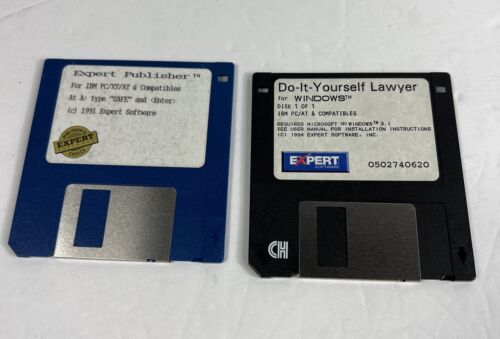 Expert Publisher™
For IBM PC/XT/AT & Compatibles
At A: type "SAFE" and <Enter>
(c) 1991 Expert Software
Do-It-Yourself Lawyer
for WINDOWS™
DISK 1 OF 1
IBM PC/AT & COMPATIBLES
REQUIRES MICROSOFT (R) WINDOWS™ 3.1
SEE USER MANUAL FOR INSTALLATION INSTRUCTIONS
(C) 1994 EXPERT SOFTWARE, INC.
EXPERT
SOFTWARE
0502740620